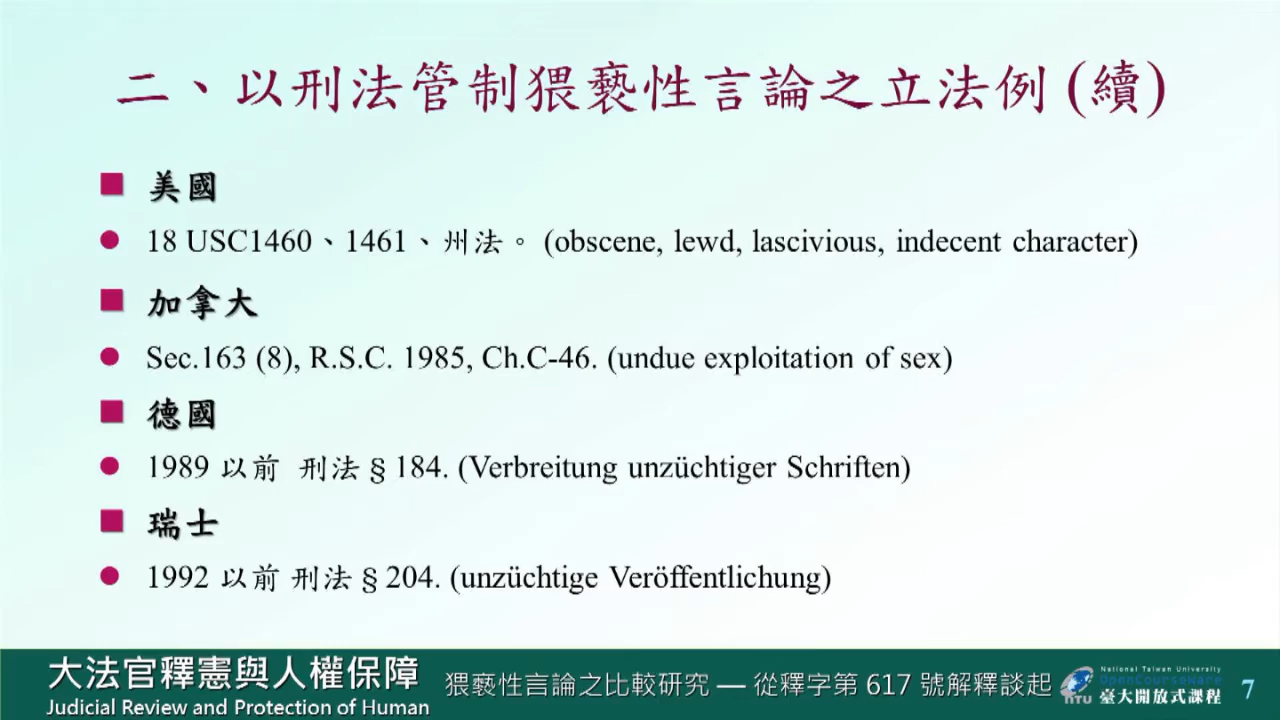 二、以刑法管制猥褻性言論之立法例 (續)
美國
18 USC1460、1461、州法。 (obscene, lewd, lascivious, indecent character)
加拿大
Sec.163 (8), R.S.C. 1985, Ch.C-46. (undue exploitation of sex)
德國
1989 以前 刑法 § 184. (Verbreitung unzüchtiger Schriften)
瑞士
1992 以前 刑法 § 204. (unzüchtige Veröffentlichung)
大法官釋憲與人權保障
Judicial Review and Protection of Human
猥褻性言論之比較研究 — 從釋字第 617 號解釋談起
National Taiwan University
OpenCourseWare
NTU 臺大開放式課程
7